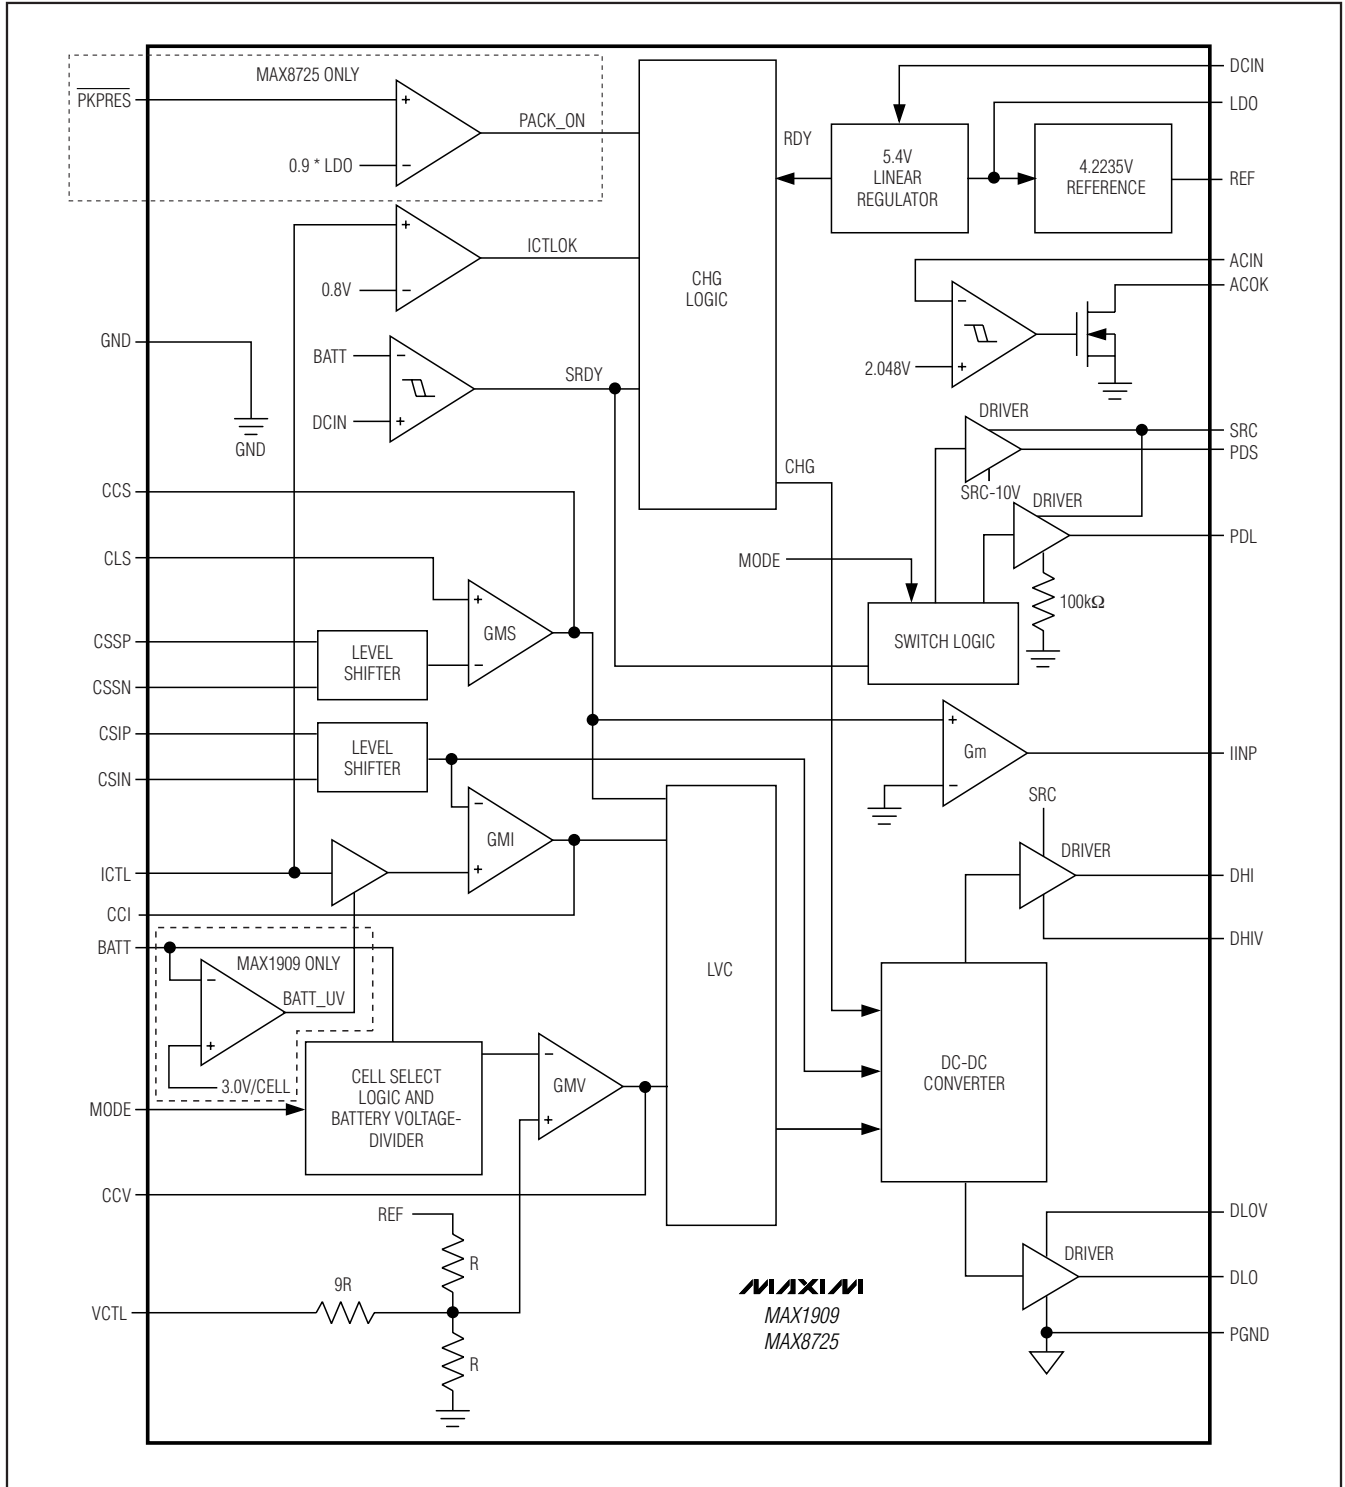 MAX8725 ONLY
PKPRES
+
PACK_ON
0.9 * LDO
−
DCIN
LDO
RDY
5.4V
LINEAR
REGULATOR
4.2235V
REFERENCE
REF
+
ICTLOK
0.8V
−
CHG
LOGIC
ACIN
ACOK
−
2.048V
+
GND
GND
BATT
−
SRDY
DCIN
+
DRIVER
SRC
PDS
SRC-10V
DRIVER
PDL
100kΩ
CHG
MODE
SWITCH LOGIC
CCS
CLS
+
GMS
−
CSSP
LEVEL
SHIFTER
CSSN
CSIP
LEVEL
SHIFTER
CSIN
+
Gm
−
IINP
−
GMI
+
ICTL
CCI
SRC
DRIVER
DHI
DHIV
BATT
MAX1909 ONLY
−
BATT_UV
+
3.0V/CELL
LVC
MODE
CELL SELECT
LOGIC AND
BATTERY VOLTAGE-
DIVIDER
−
GMV
+
DC-DC
CONVERTER
CCV
REF
R
9R
VCTL
R
DLOV
DRIVER
DLO
PGND
MAXIM
MAX1909
MAX8725